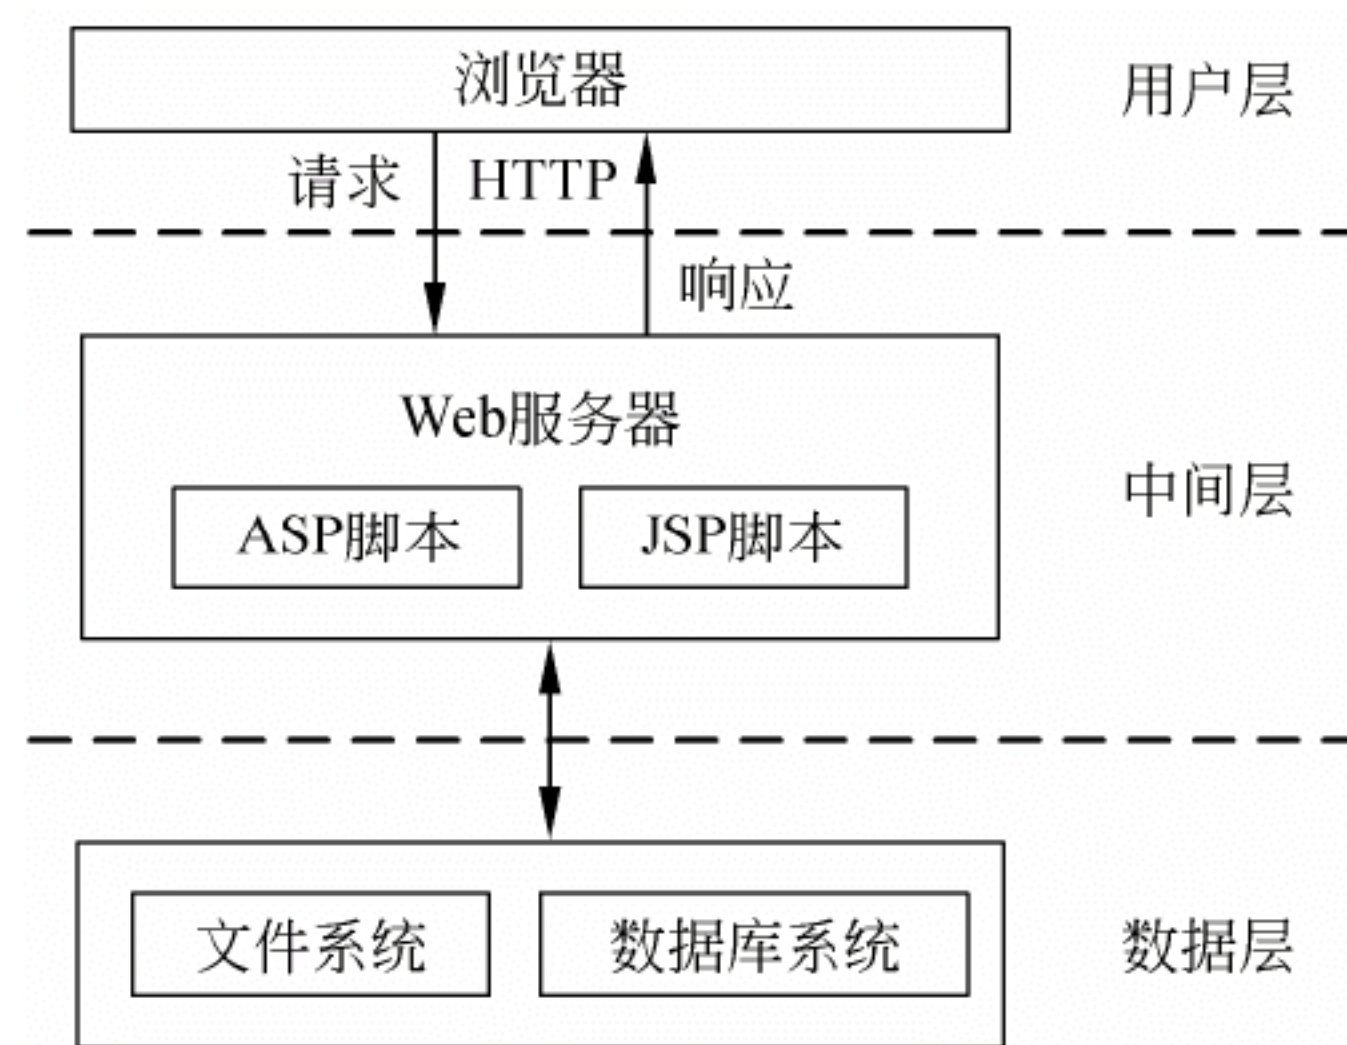 浏览器
用户层
请求
HTTP
响应
Web服务器
中间层
ASP脚本
JSP脚本
文件系统
数据库系统
数据层